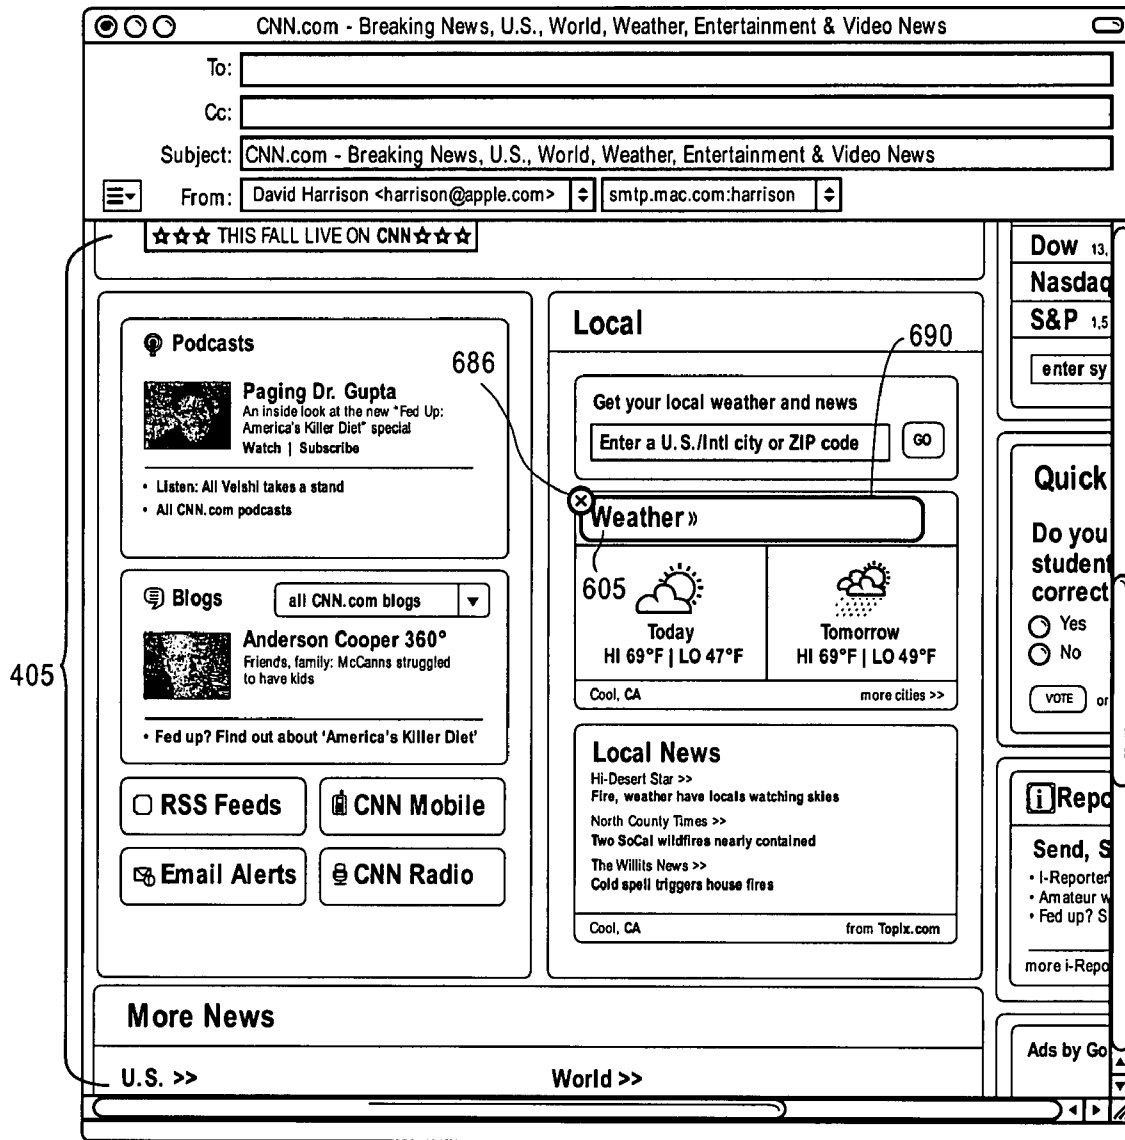 CNN.com - Breaking News, U.S., World, Weather, Entertainment & Video News
To:
Cc:
Subject: CNN.com - Breaking News, U.S., World, Weather, Entertainment & Video News
From: David Harrison <harrison@apple.com> smtp.mac.com:harrison
☆☆☆ THIS FALL LIVE ON CNN☆☆☆
405
Podcasts
Paging Dr. Gupta
An inside look at the new "Fed Up:
America's Killer Diet" special
Watch | Subscribe
• Listen: All Velshi takes a stand
• All CNN.com podcasts
Blogs
all CNN.com blogs
Anderson Cooper 360°
Friends, family: McCanns struggled
to have kids
• Fed up? Find out about 'America's Killer Diet'
RSS Feeds
CNN Mobile
Email Alerts
CNN Radio
Local
686
690
Get your local weather and news
Enter a U.S./Intl city or ZIP code
GO
Weather»
605
Today
HI 69°F | LO 47°F
Tomorrow
HI 69°F | LO 49°F
Cool, CA
more cities >>
Local News
Hi-Desert Star >>
Fire, weather have locals watching skies
North County Times >>
Two SoCal wildfires nearly contained
The Willits News >>
Cold spell triggers house fires
Cool, CA
from Topix.com
Dow 13,
Nasdaq
S&P 1,5
enter sy
Quick
Do you
student
correct
Yes
No
VOTE or
i Repo
Send, S
• I-Reporter
• Amateur w
• Fed up? S
more i-Repo
Ads by Go
More News
U.S. >>
World >>